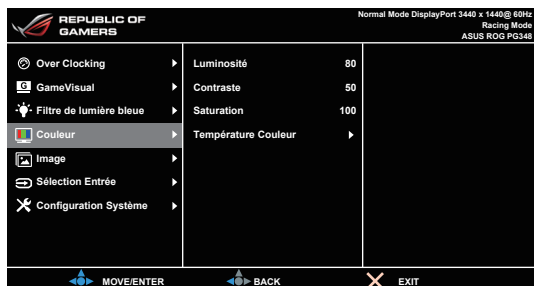 REPUBLIC OF
GAMERS
Normal Mode DisplayPort 3440 x 1440@ 60Hz
Racing Mode
ASUS ROG PG348
Over Clocking
G GameVisual
Filtre de lumière bleue
Couleur
Image
Sélection Entrée
Configuration Système
Luminosité 80
Contraste 50
Saturation 100
Température Couleur
MOVE/ENTER BACK EXIT